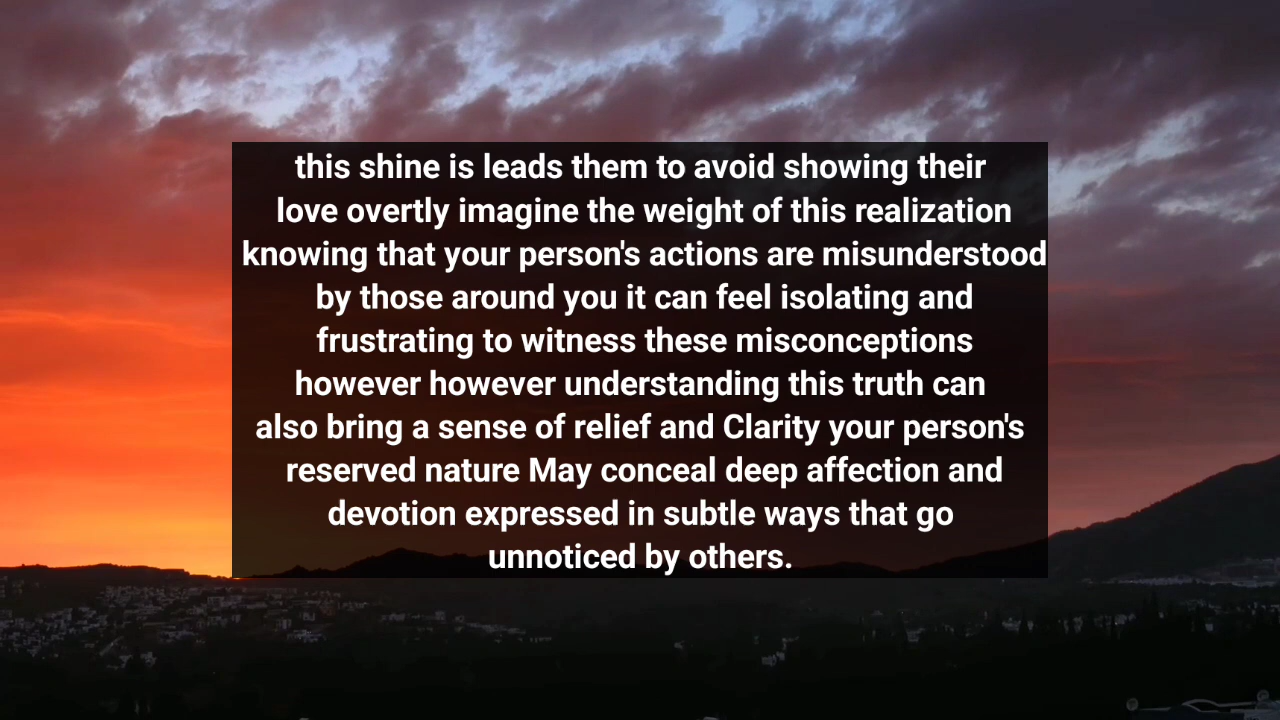 this shine is leads them to avoid showing their
love overtly imagine the weight of this realization
knowing that your person's actions are misunderstood
by those around you it can feel isolating and
frustrating to witness these misconceptions
however however understanding this truth can
also bring a sense of relief and Clarity your person's
reserved nature May conceal deep affection and
devotion expressed in subtle ways that go
unnoticed by others.